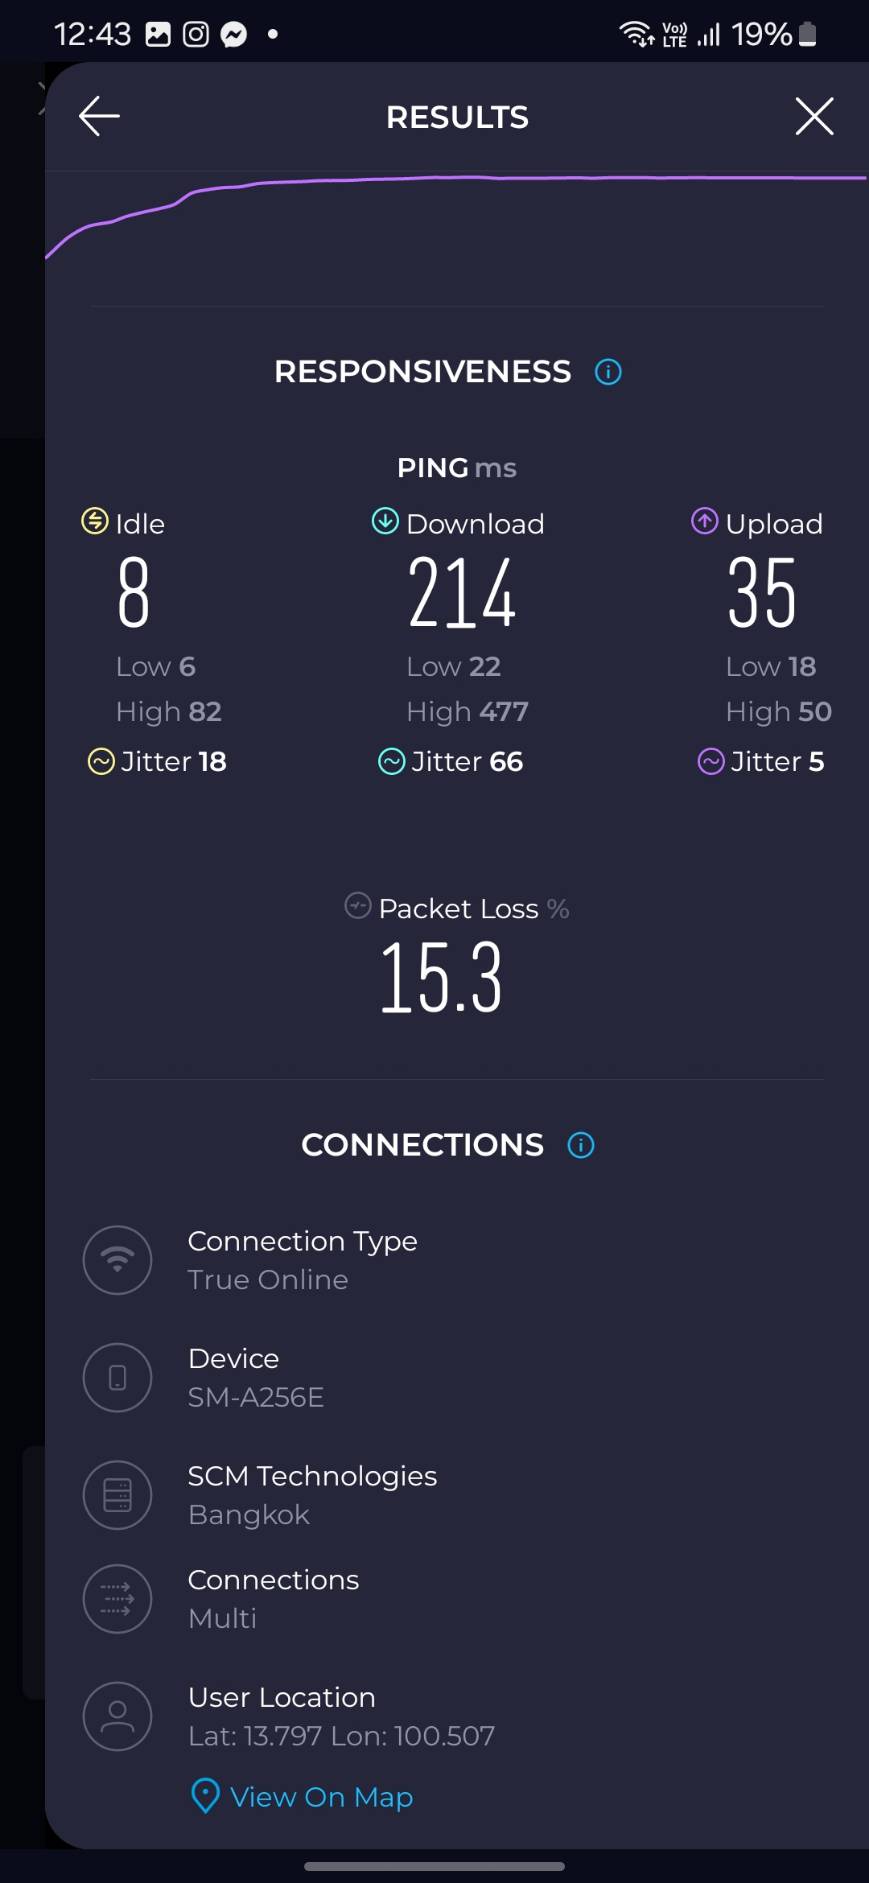 12:43 Vo)) LTE 19%
RESULTS
RESPONSIVENESS
PING ms
Idle Download Upload
8 214 35
Low 6 Low 22 Low 18
High 82 High 477 High 50
Jitter 18 Jitter 66 Jitter 5
Packet Loss %
15.3
CONNECTIONS
Connection Type
True Online
Device
SM-A256E
SCM Technologies
Bangkok
Connections
Multi
User Location
Lat: 13.797 Lon: 100.507
View On Map